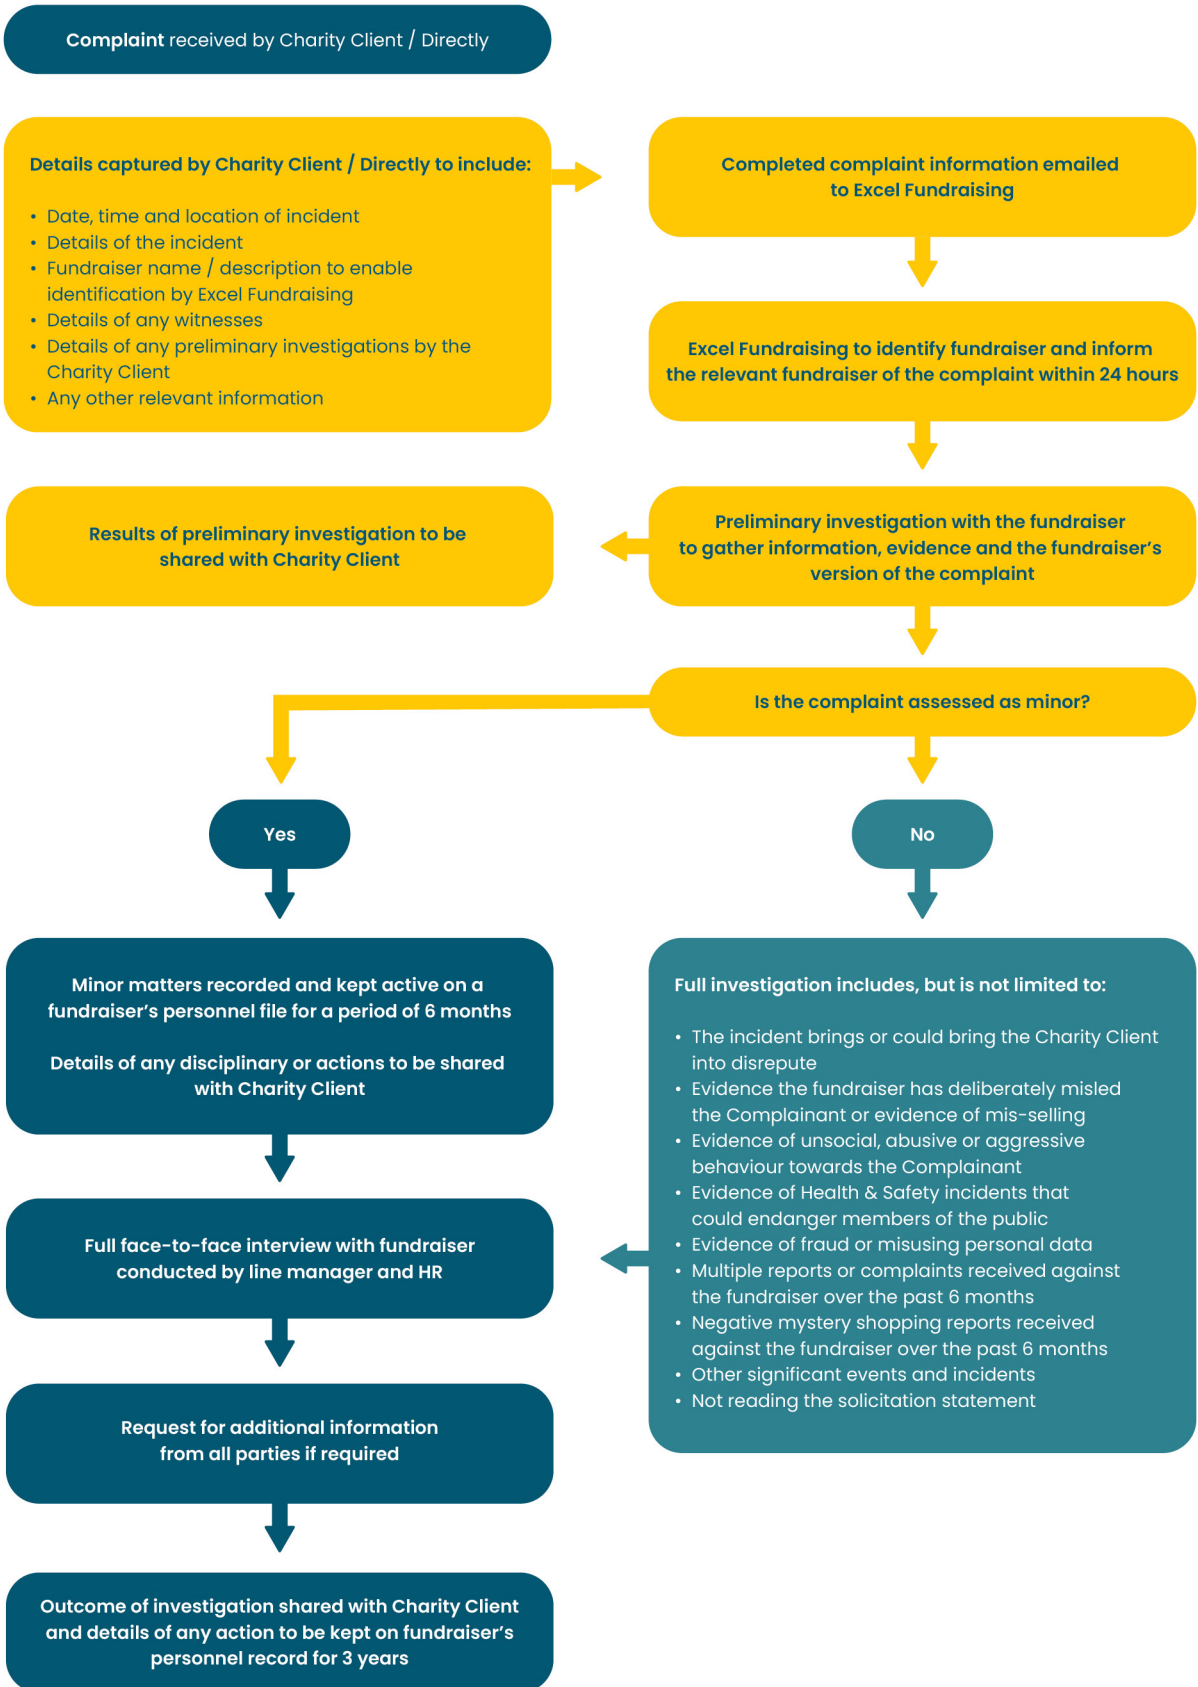 Complaint received by Charity Client / Directly
Details captured by Charity Client / Directly to include:
• Date, time and location of incident
• Details of the incident
• Fundraiser name / description to enable
identification by Excel Fundraising
• Details of any witnesses
• Details of any preliminary investigations by the
Charity Client
• Any other relevant information
Completed complaint information emailed
to Excel Fundraising
Excel Fundraising to identify fundraiser and inform
the relevant fundraiser of the complaint within 24 hours
Preliminary investigation with the fundraiser
to gather information, evidence and the fundraiser's
version of the complaint
Results of preliminary investigation to be
shared with Charity Client
Is the complaint assessed as minor?
Yes
No
Minor matters recorded and kept active on a
fundraiser's personnel file for a period of 6 months
Details of any disciplinary or actions to be shared
with Charity Client
Full investigation includes, but is not limited to:
• The incident brings or could bring the Charity Client
into disrepute
• Evidence the fundraiser has deliberately misled
the Complainant or evidence of mis-selling
• Evidence of unsocial, abusive or aggressive
behaviour towards the Complainant
• Evidence of Health & Safety incidents that
could endanger members of the public
• Evidence of fraud or misusing personal data
• Multiple reports or complaints received against
the fundraiser over the past 6 months
• Negative mystery shopping reports received
against the fundraiser over the past 6 months
• Other significant events and incidents
• Not reading the solicitation statement
Full face-to-face interview with fundraiser
conducted by line manager and HR
Request for additional information
from all parties if required
Outcome of investigation shared with Charity Client
and details of any action to be kept on fundraiser's
personnel record for 3 years